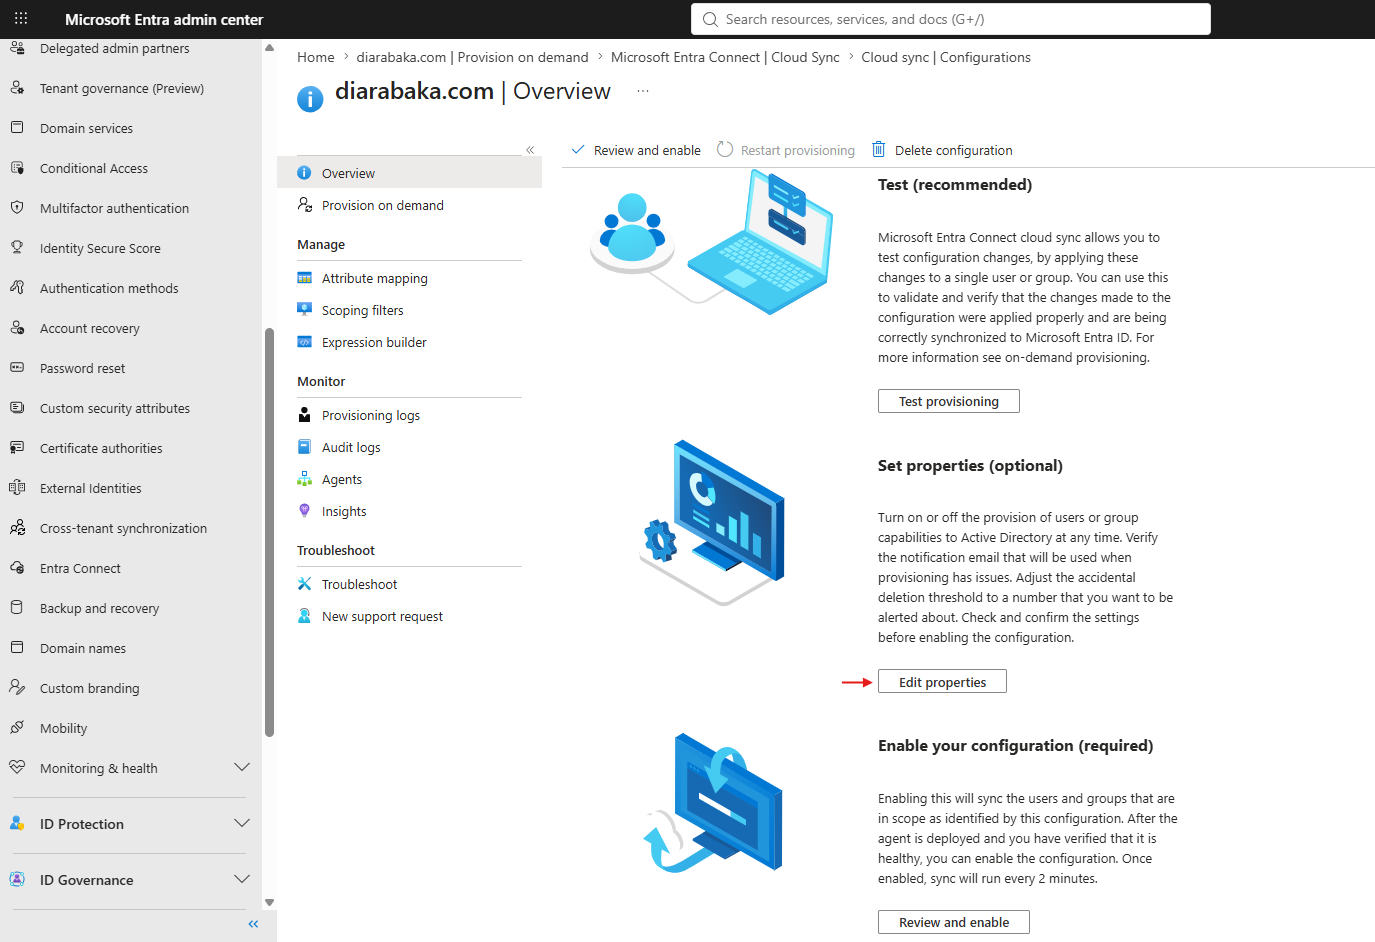 Microsoft Entra admin center
Search resources, services, and docs (G+/)
Delegated admin partners
Tenant governance (Preview)
Domain services
Conditional Access
Multifactor authentication
Identity Secure Score
Authentication methods
Account recovery
Password reset
Custom security attributes
Certificate authorities
External Identities
Cross-tenant synchronization
Entra Connect
Backup and recovery
Domain names
Custom branding
Mobility
Monitoring & health
ID Protection
ID Governance
Home > diarabaka.com | Provision on demand > Microsoft Entra Connect | Cloud Sync > Cloud sync | Configurations
diarabaka.com | Overview ...
Overview
Provision on demand
Manage
Attribute mapping
Scoping filters
Expression builder
Monitor
Provisioning logs
Audit logs
Agents
Insights
Troubleshoot
Troubleshoot
New support request
Review and enable Restart provisioning Delete configuration
Test (recommended)
Microsoft Entra Connect cloud sync allows you to
test configuration changes, by applying these
changes to a single user or group. You can use this
to validate and verify that the changes made to the
configuration were applied properly and are being
correctly synchronized to Microsoft Entra ID. For
more information see on-demand provisioning.
Test provisioning
Set properties (optional)
Turn on or off the provision of users or group
capabilities to Active Directory at any time. Verify
the notification email that will be used when
provisioning has issues. Adjust the accidental
deletion threshold to a number that you want to be
alerted about. Check and confirm the settings
before enabling the configuration.
Edit properties
Enable your configuration (required)
Enabling this will sync the users and groups that are
in scope as identified by this configuration. After the
agent is deployed and you have verified that it is
healthy, you can enable the configuration. Once
enabled, sync will run every 2 minutes.
Review and enable